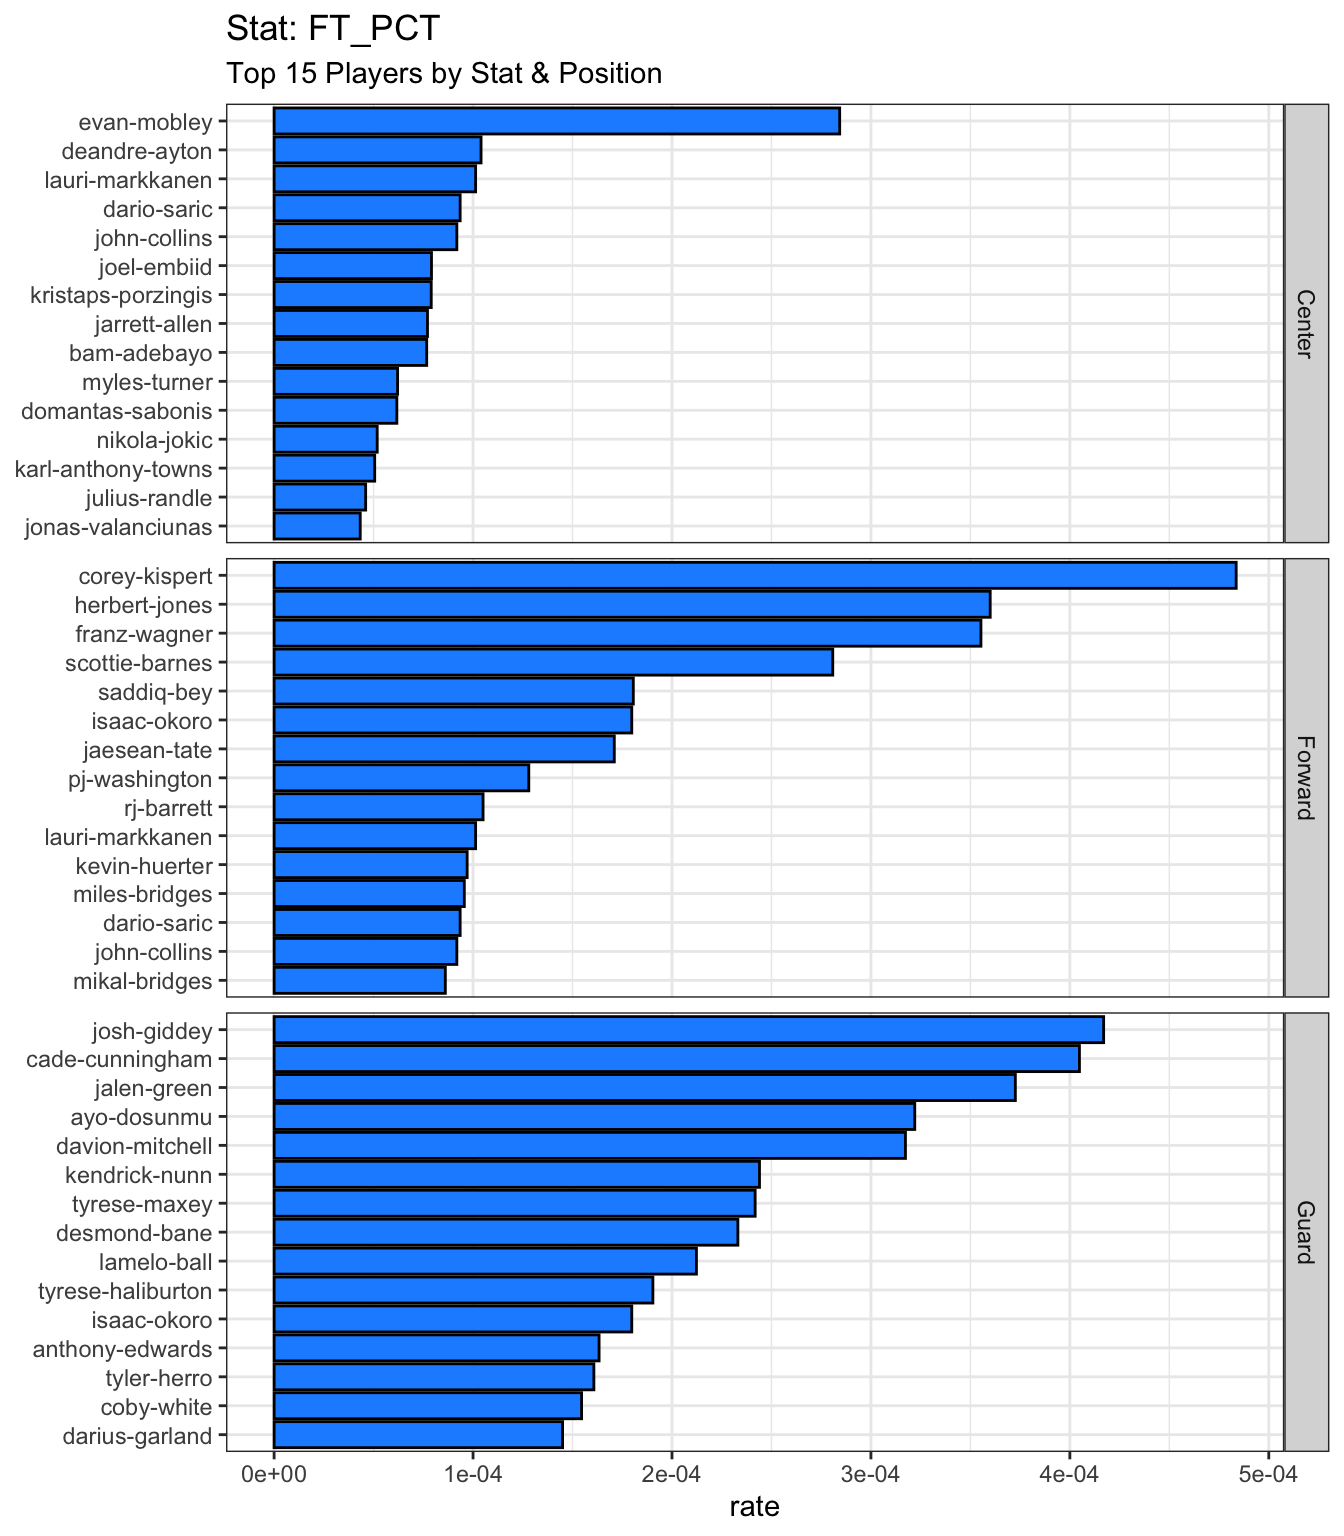 Stat: FT_PCT
Top 15 Players by Stat & Position
evan-mobley
deandre-ayton
lauri-markkanen
dario-saric
john-collins
joel-embiid
kristaps-porzingis
jarrett-allen
bam-adebayo
myles-turner
domantas-sabonis
nikola-jokic
karl-anthony-towns
julius-randle
jonas-valanciunas
Center
corey-kispert
herbert-jones
franz-wagner
scottie-barnes
saddiq-bey
isaac-okoro
jaesean-tate
pj-washington
rj-barrett
lauri-markkanen
kevin-huerter
miles-bridges
dario-saric
john-collins
mikal-bridges
Forward
josh-giddey
cade-cunningham
jalen-green
ayo-dosunmu
davion-mitchell
kendrick-nunn
tyrese-maxey
desmond-bane
lamelo-ball
tyrese-haliburton
isaac-okoro
anthony-edwards
tyler-herro
coby-white
darius-garland
Guard
0e+00 1e-04 2e-04 3e-04 4e-04 5e-04
rate